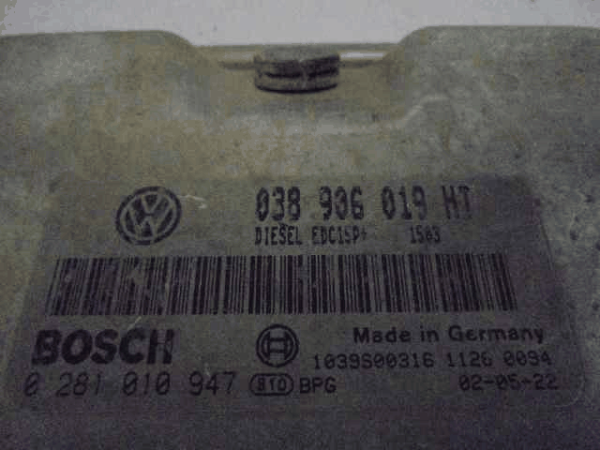 038 906 019 HT
DIESEL EDC15P+ 1503
BOSCH Made in Germany
1039S00316 1126 0094
0 281 010 947 810 BPG 02-05-22